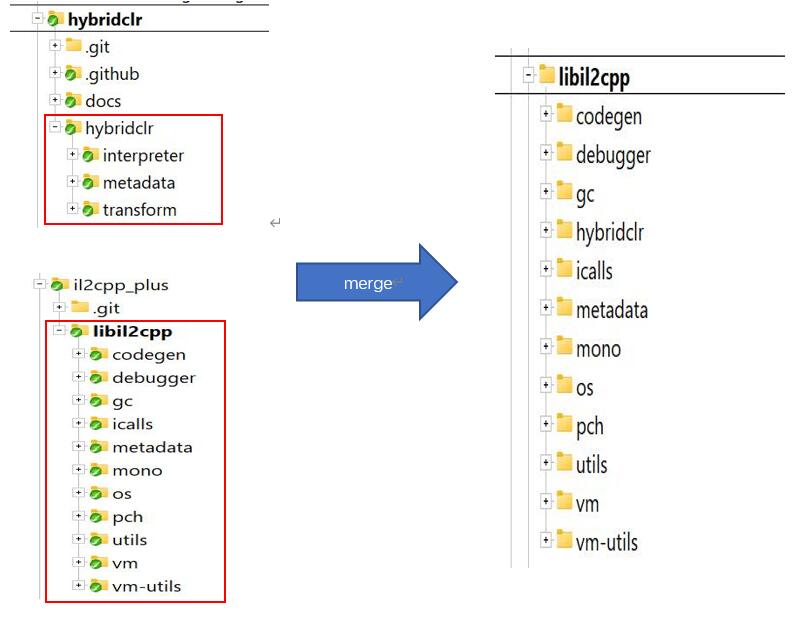 hybridclr
.git
.github
docs
hybridclr
interpreter
metadata
transform
il2cpp_plus
.git
libil2cpp
codegen
debugger
gc
icalls
metadata
mono
os
pch
utils
vm
vm-utils
merge
libil2cpp
codegen
debugger
gc
hybridclr
icalls
metadata
mono
os
pch
utils
vm
vm-utils